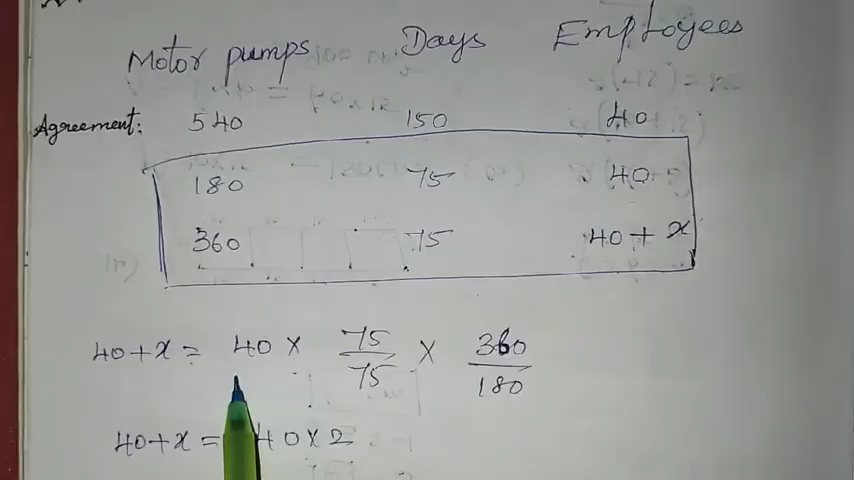 Motor pumps Days Employees
Agreement: 540 150 40
180 75 40
360 75 40 + x
40+x = 40 × 75/75 × 360/180
40+x = 40×2